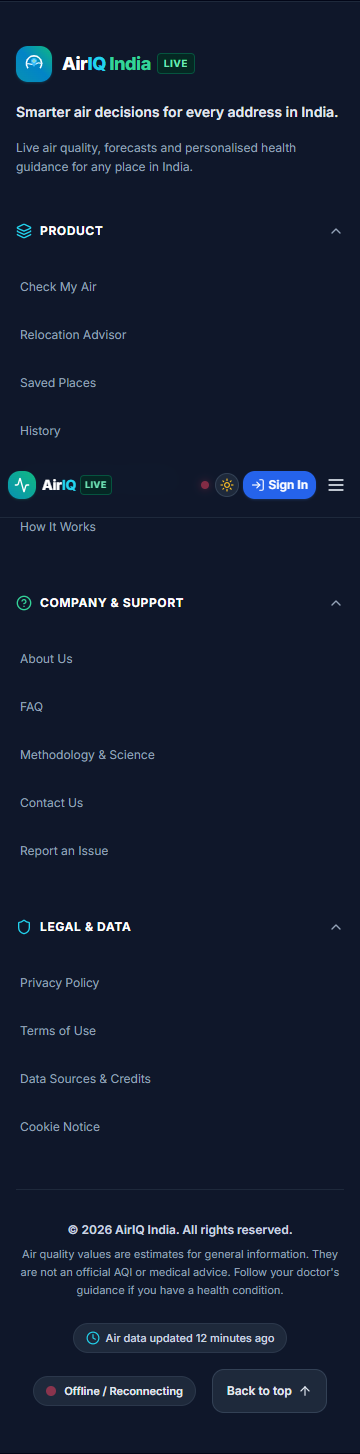 AirIQ India LIVE
Smarter air decisions for every address in India.
Live air quality, forecasts and personalised health
guidance for any place in India.
PRODUCT
Check My Air
Relocation Advisor
Saved Places
History
AirIQ LIVE Sign In
How It Works
COMPANY & SUPPORT
About Us
FAQ
Methodology & Science
Contact Us
Report an Issue
LEGAL & DATA
Privacy Policy
Terms of Use
Data Sources & Credits
Cookie Notice
© 2026 AirIQ India. All rights reserved.
Air quality values are estimates for general information. They
are not an official AQI or medical advice. Follow your doctor's
guidance if you have a health condition.
Air data updated 12 minutes ago
Offline / Reconnecting Back to top